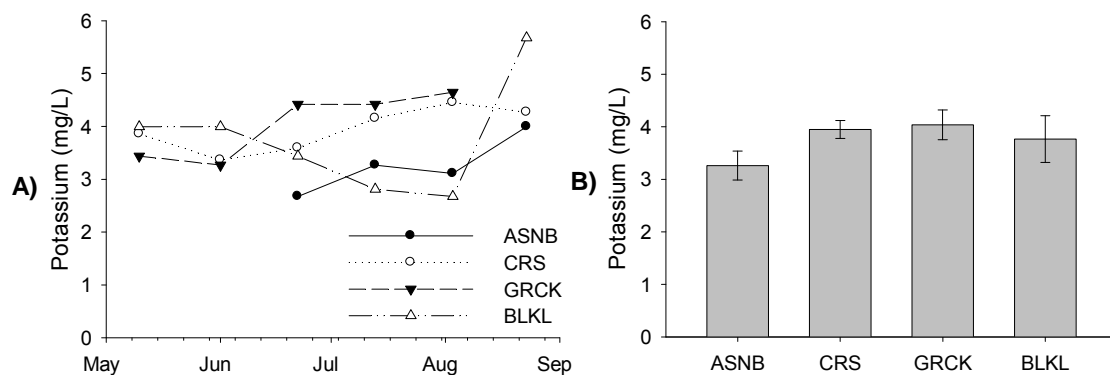 A)
Potassium (mg/L)
6
5
4
3
2
1
0
May Jun Jul Aug Sep
ASNB
CRS
GRCK
BLKL
B)
Potassium (mg/L)
6
5
4
3
2
1
0
ASNB CRS GRCK BLKL